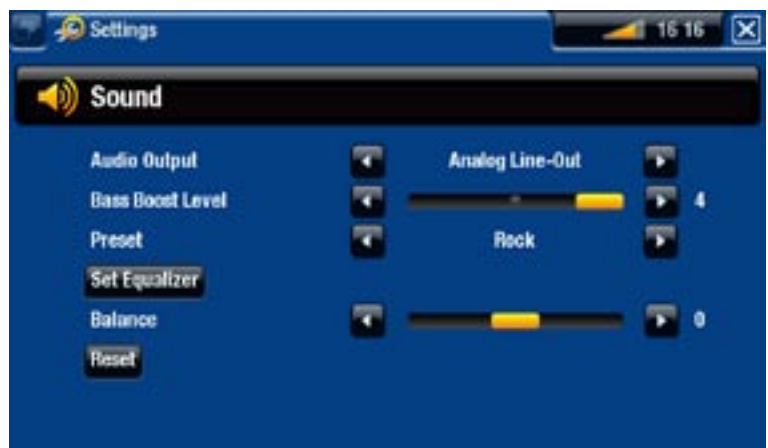 Settings 16 16
Sound
Audio Output Analog Line-Out
Bass Boost Level 4
Preset Rock
Set Equalizer
Balance 0
Reset